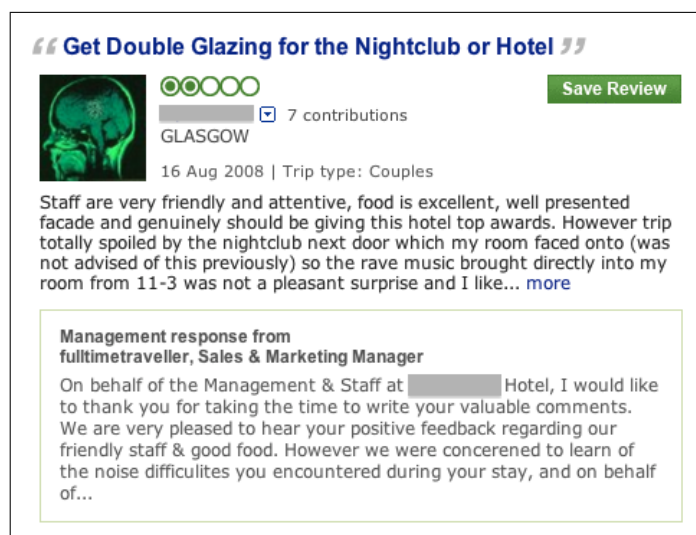 “ Get Double Glazing for the Nightclub or Hotel ”
Save Review
7 contributions
GLASGOW
16 Aug 2008 | Trip type: Couples
Staff are very friendly and attentive, food is excellent, well presented
facade and genuinely should be giving this hotel top awards. However trip
totally spoiled by the nightclub next door which my room faced onto (was
not advised of this previously) so the rave music brought directly into my
room from 11-3 was not a pleasant surprise and I like... more
Management response from
fulltimetraveller, Sales & Marketing Manager
On behalf of the Management & Staff at Hotel, I would like
to thank you for taking the time to write your valuable comments.
We are very pleased to hear your positive feedback regarding our
friendly staff & good food. However we were concerened to learn of
the noise difficulites you encountered during your stay, and on behalf
of...